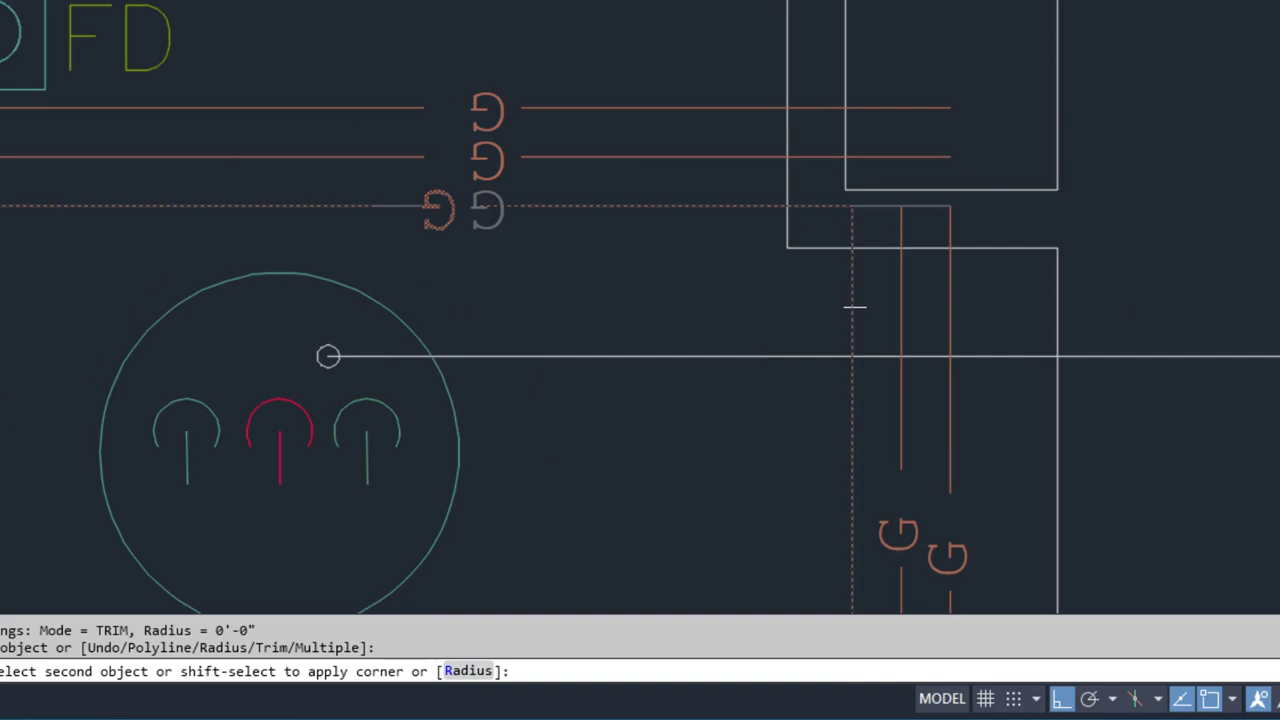 FD
G
G
G G
G
G
ngs: Mode = TRIM, Radius = 0'-0"
object or [Undo/Polyline/Radius/Trim/Multiple]:
elect second object or shift-select to apply corner or [Radius]:
MODEL